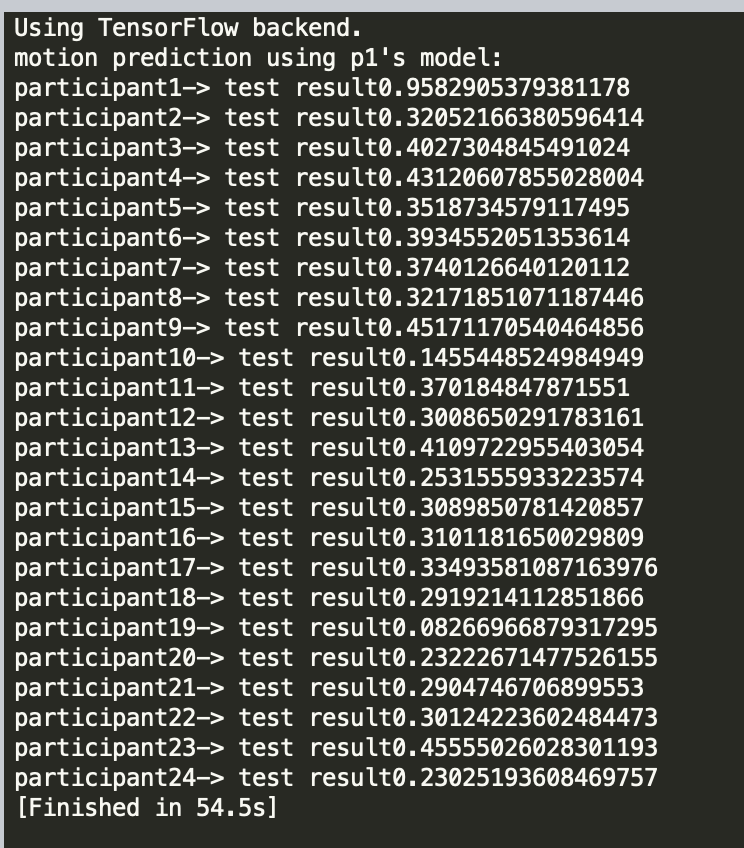 Using TensorFlow backend.
motion prediction using p1's model:
participant1-> test result0.9582905379381178
participant2-> test result0.32052166380596414
participant3-> test result0.4027304845491024
participant4-> test result0.43120607855028004
participant5-> test result0.3518734579117495
participant6-> test result0.3934552051353614
participant7-> test result0.3740126640120112
participant8-> test result0.32171851071187446
participant9-> test result0.45171170540464856
participant10-> test result0.1455448524984949
participant11-> test result0.370184847871551
participant12-> test result0.3008650291783161
participant13-> test result0.4109722955403054
participant14-> test result0.2531555933223574
participant15-> test result0.3089850781420857
participant16-> test result0.3101181650029809
participant17-> test result0.33493581087163976
participant18-> test result0.2919214112851866
participant19-> test result0.08266966879317295
participant20-> test result0.23222671477526155
participant21-> test result0.2904746706899553
participant22-> test result0.30124223602484473
participant23-> test result0.45555026028301193
participant24-> test result0.23025193608469757
[Finished in 54.5s]